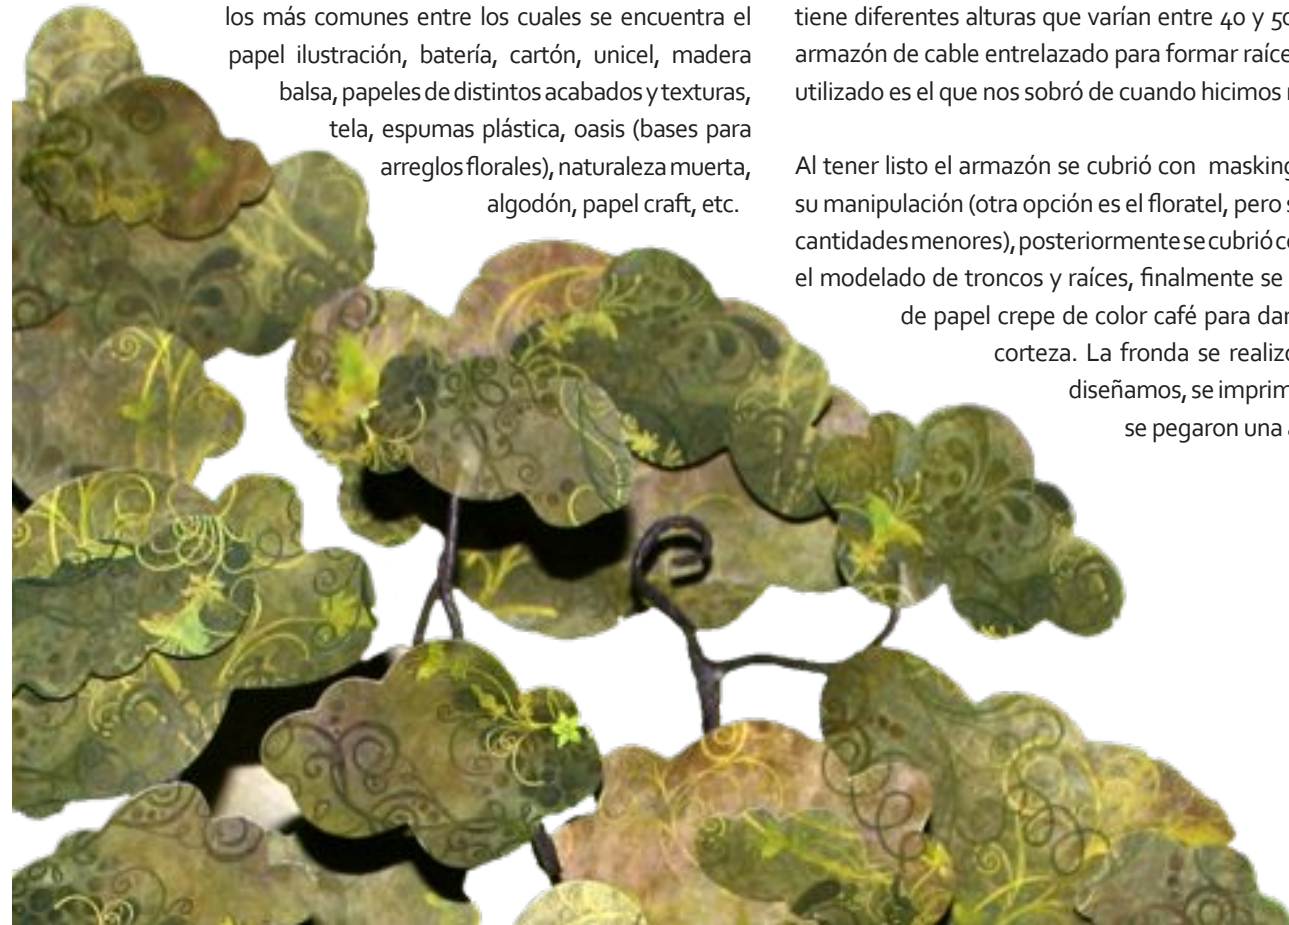 los más comunes entre los cuales se encuentra el
papel ilustración, batería, cartón, unicel, madera
balsa, papeles de distintos acabados y texturas,
tela, espumas plástica, oasis (bases para
arreglos florales), naturaleza muerta,
algodón, papel craft, etc.
tiene diferentes alturas que varían entre 40 y 50
armazón de cable entrelazado para formar raíce
utilizado es el que nos sobró de cuando hicimos
Al tener listo el armazón se cubrió con masking
su manipulación (otra opción es el floratel, pero s
cantidades menores), posteriormente se cubrió c
el modelado de troncos y raíces, finalmente se
de papel crepe de color café para dar
corteza. La fronda se realizó
diseñamos, se imprim
se pegaron una a